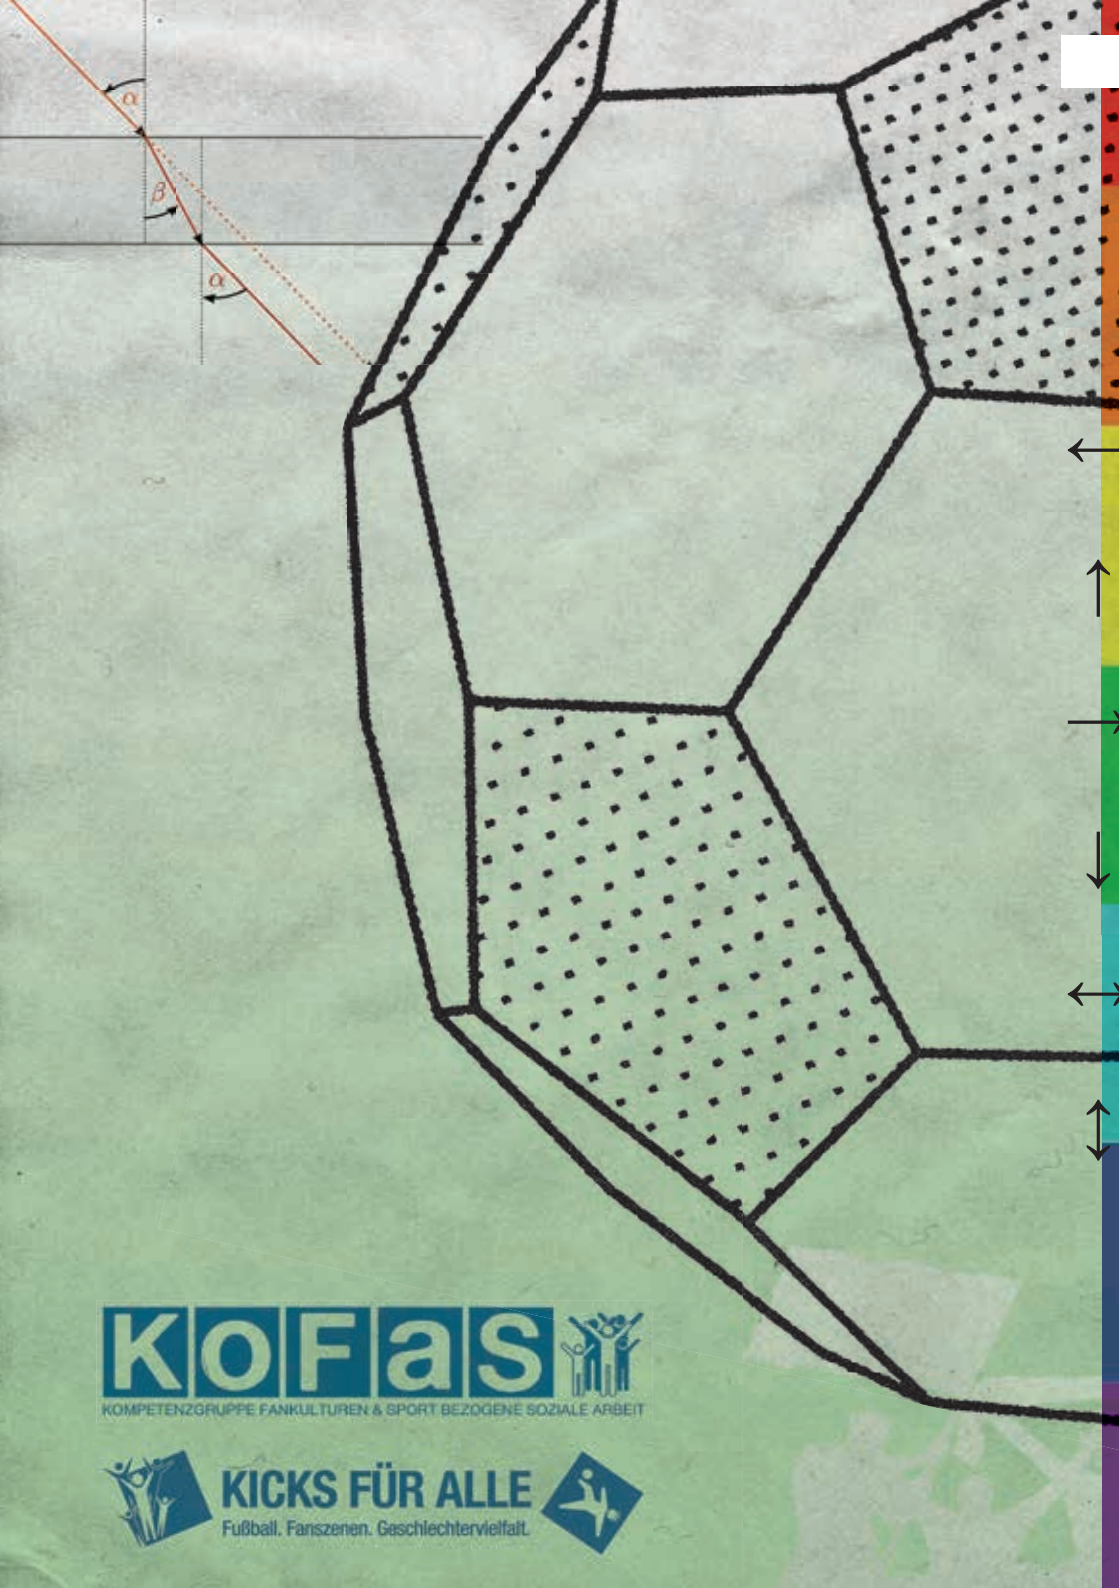 α
β
α
KoFaS
KOMPETENZGRUPPE FANKULTUREN & SPORT BEZOGENE SOZIALE ARBEIT
KICKS FÜR ALLE
Fußball. Fanszenen. Geschlechtervielfalt.